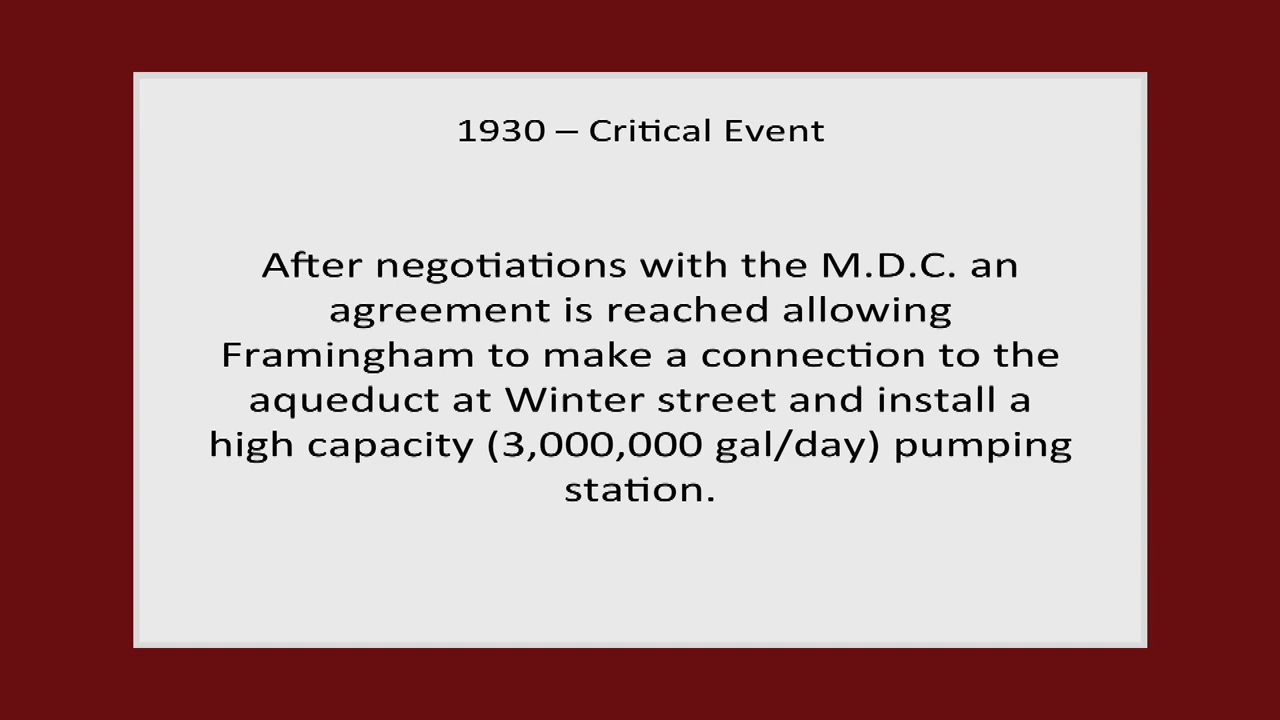 1930 – Critical Event
After negotiations with the M.D.C. an
agreement is reached allowing
Framingham to make a connection to the
aqueduct at Winter street and install a
high capacity (3,000,000 gal/day) pumping
station.